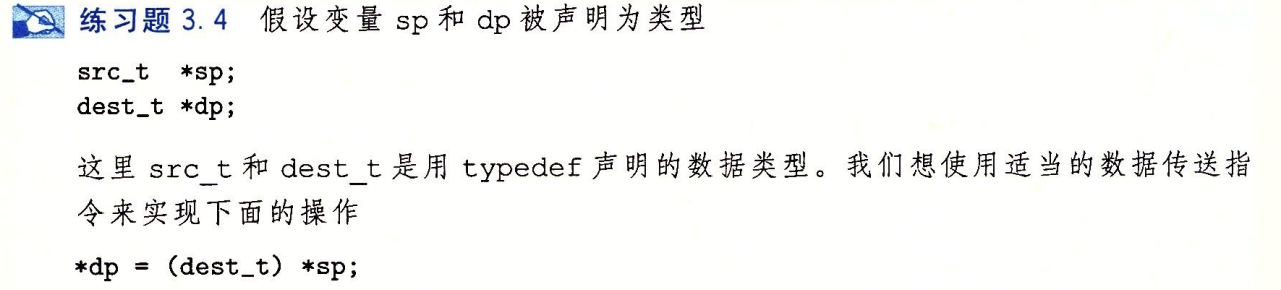 练习题 3.4 假设变量 sp 和 dp 被声明为类型
src_t *sp;
dest_t *dp;
这里 src_t 和 dest_t 是用 typedef 声明的数据类型。我们想使用适当的数据传送指
令来实现下面的操作
*dp = (dest_t) *sp;